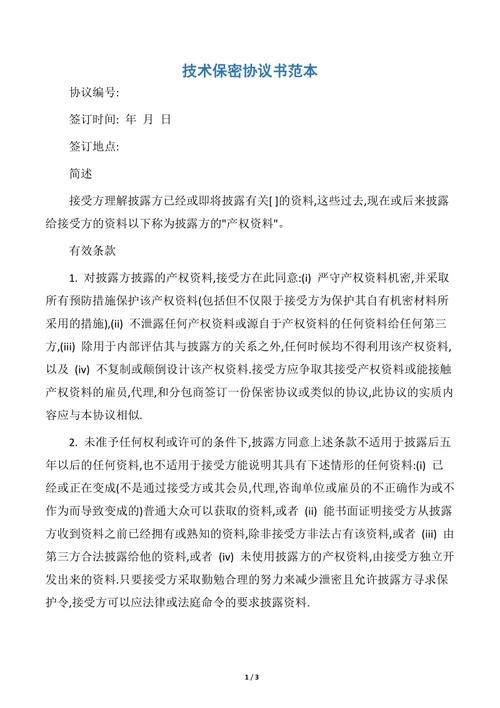 技术保密协议书范本
协议编号:
签订时间: 年 月 日
签订地点:
简述
接受方理解披露方已经或即将披露有关[ ]的资料,这些过去,现在或后来披露
给接受方的资料以下称为披露方的"产权资料"。
有效条款
1. 对披露方披露的产权资料,接受方在此同意:(i) 严守产权资料机密,并采取
所有预防措施保护该产权资料(包括但不仅限于接受方为保护其自有机密材料所
采用的措施),(ii) 不泄露任何产权资料或源自于产权资料的任何资料给任何第三
方,(iii) 除用于内部评估其与披露方的关系之外,任何时候均不得利用该产权资料,
以及 (iv) 不复制或颠倒设计该产权资料.接受方应争取其接受产权资料或能接触
产权资料的雇员,代理,和分包商签订一份保密协议或类似的协议,此协议的实质内
容应与本协议相似.
2. 未准予任何权利或许可的条件下,披露方同意上述条款不适用于披露后五
年以后的任何资料,也不适用于接受方能说明其具有下述情形的任何资料:(i) 已
经或正在变成(不是通过接受方或其会员,代理,咨询单位或雇员的不正确作为或不
作为而导致变成的)普通大众可以获取的资料,或者 (ii) 能书面证明接受方从披露
方收到资料之前已经拥有或熟知的资料,除非接受方非法占有该资料,或者 (iii) 由
第三方合法披露给他的资料,或者 (iv) 未使用披露方的产权资料,由接受方独立开
发出来的资料.只要接受方采取勤勉合理的努力来减少泄密且允许披露方寻求保
护令,接受方可以应法律或法庭命令的要求披露资料.
1 / 3